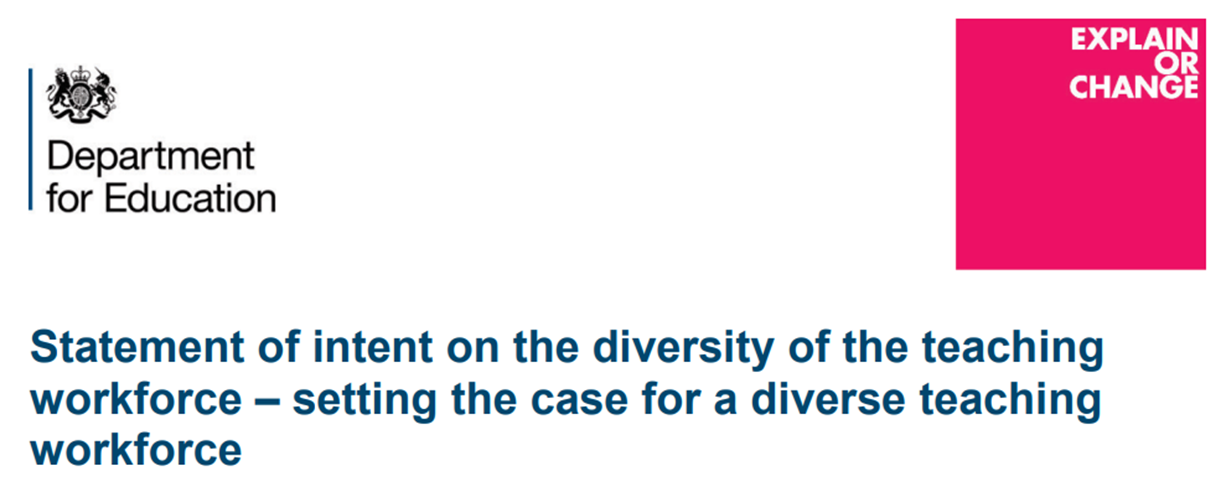 EXPLAIN
OR
CHANGE
Department
for Education
Statement of intent on the diversity of the teaching
workforce – setting the case for a diverse teaching
workforce